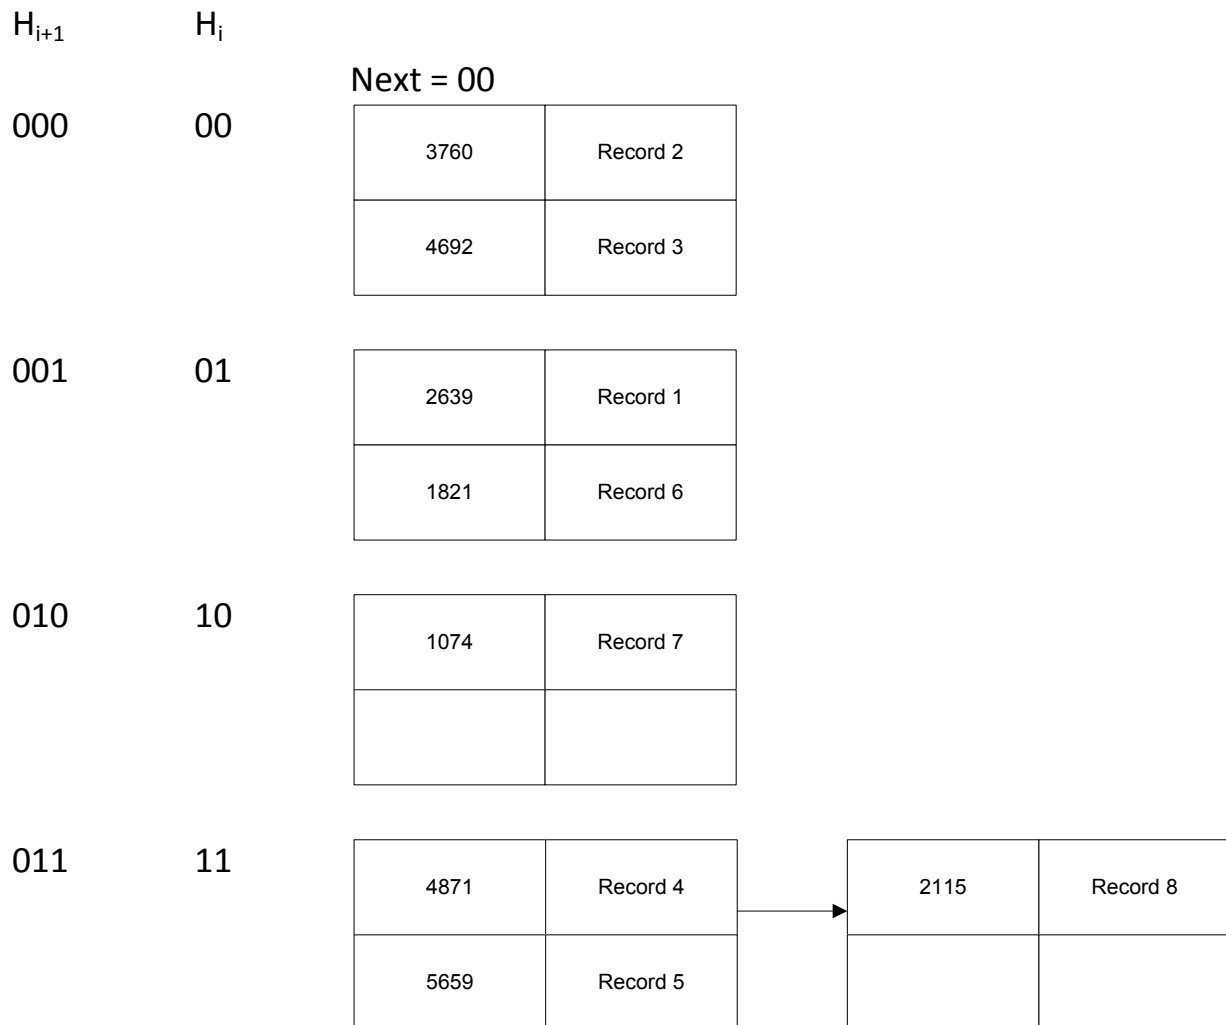 H_{i+1} H_i
Next = 00
000 00
3760 Record 2
4692 Record 3
001 01
2639 Record 1
1821 Record 6
010 10
1074 Record 7
011 11
4871 Record 4 2115 Record 8
5659 Record 5